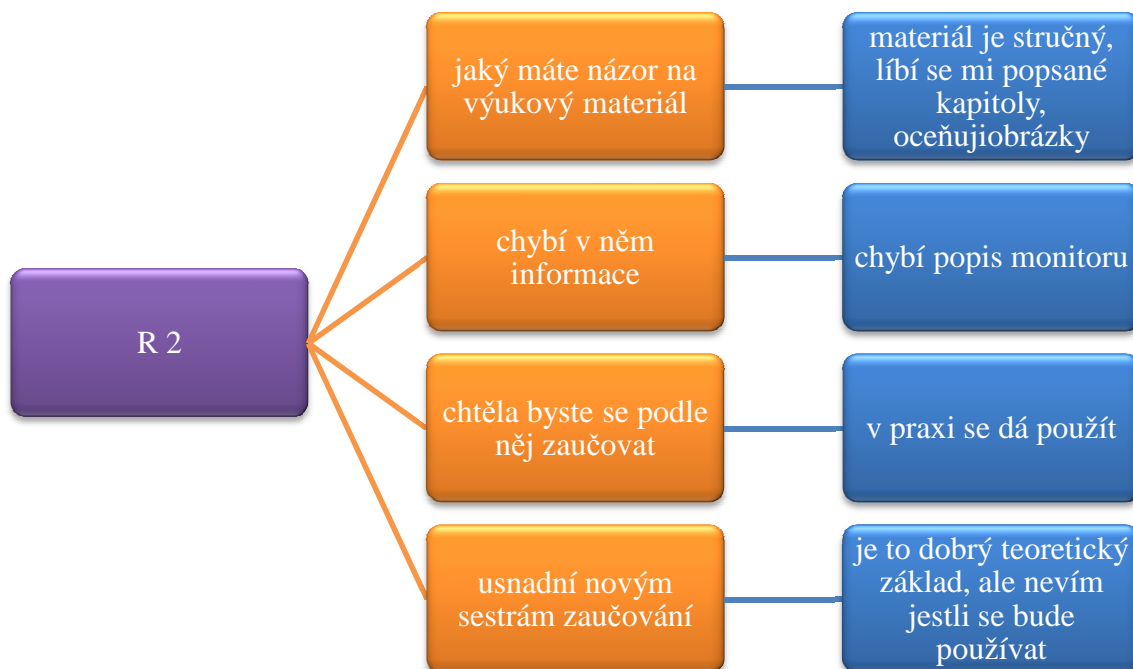 R 2
jaký máte názor na
výukový materiál
materiál je stručný,
líbí se mi popsané
kapitoly,
oceňujiobrázky
chybí v něm
informace
chybí popis monitoru
chtěla byste se podle
něj zaučovat
v praxi se dá použít
usnadní novým
sestrám zaučování
je to dobrý teoretický
základ, ale nevím
jestli se bude
používat